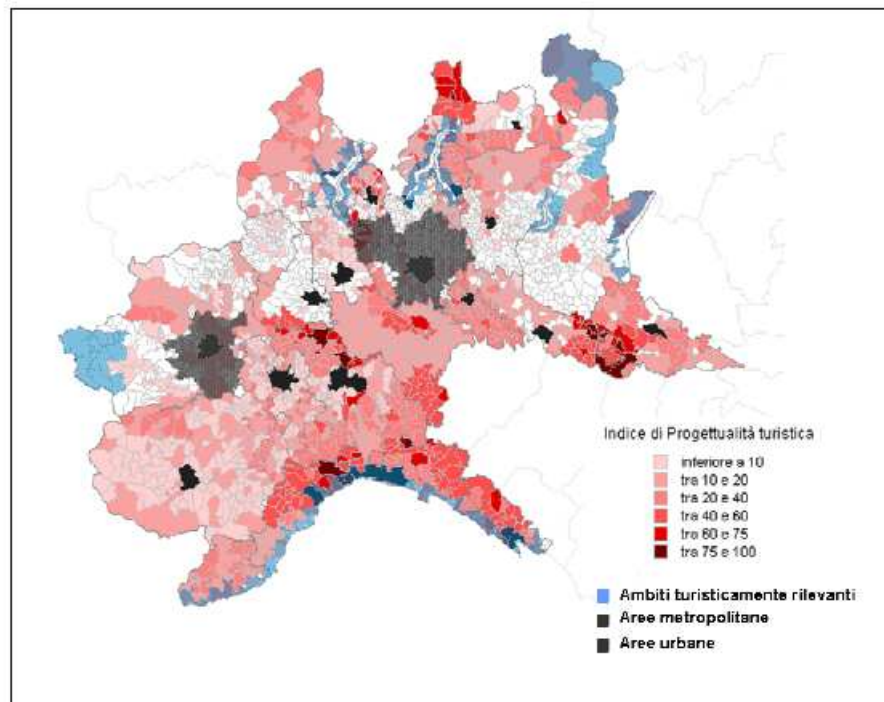 Indice di Progettualità turistica
inferiore a 10
tra 10 e 20
tra 20 e 40
tra 40 e 60
tra 60 e 75
tra 75 e 100
Ambiti turisticamente rilevanti
Aree metropolitane
Aree urbane